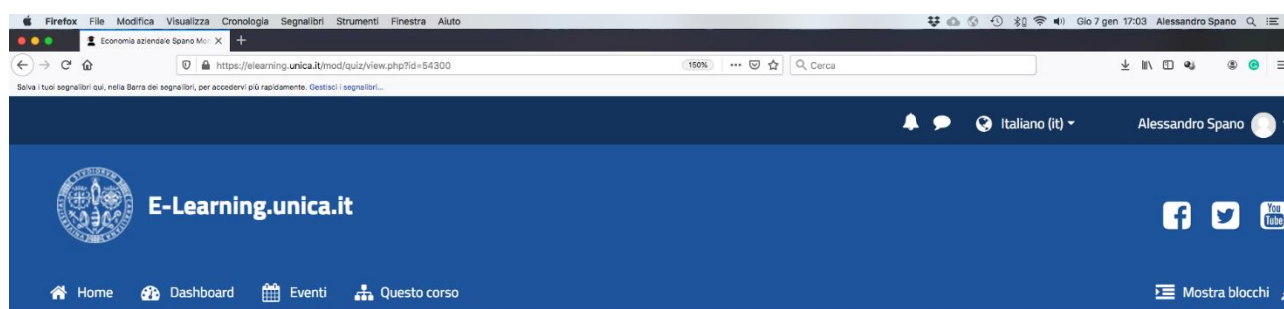 Firefox File Modifica Visualizza Cronologia Segnalibri Strumenti Finestra Aiuto Gio 7 gen 17:03 Alessandro Spano
Economia aziendale Spano
https://elearning.unica.it/mod/quiz/view.php?id=54300 150% Cerca
Salva i tuoi segnalibri qui, nella Barra dei segnalibri, per accedervi più rapidamente. Gestisci i segnalibri...
Italiano (it) Alessandro Spano
E-Learning.unica.it
You
Tube
Home Dashboard Eventi Questo corso Mostra blocchi